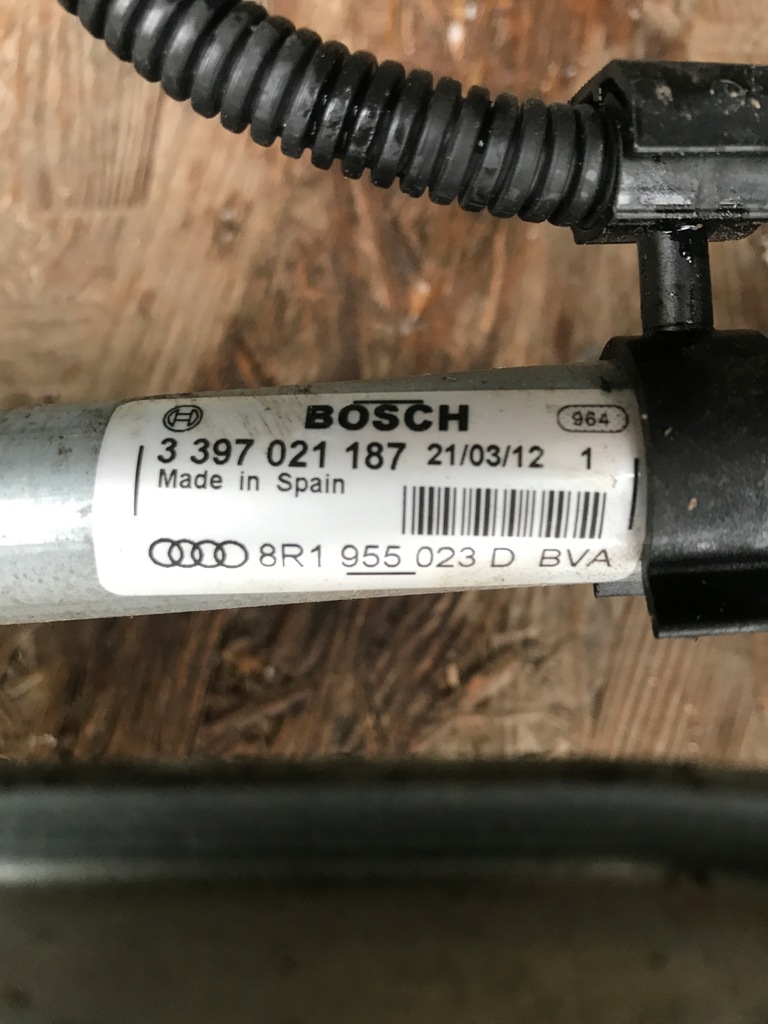 BOSCH 964
3 397 021 187 21/03/12 1
Made in Spain
8R1 955 023 D BVA